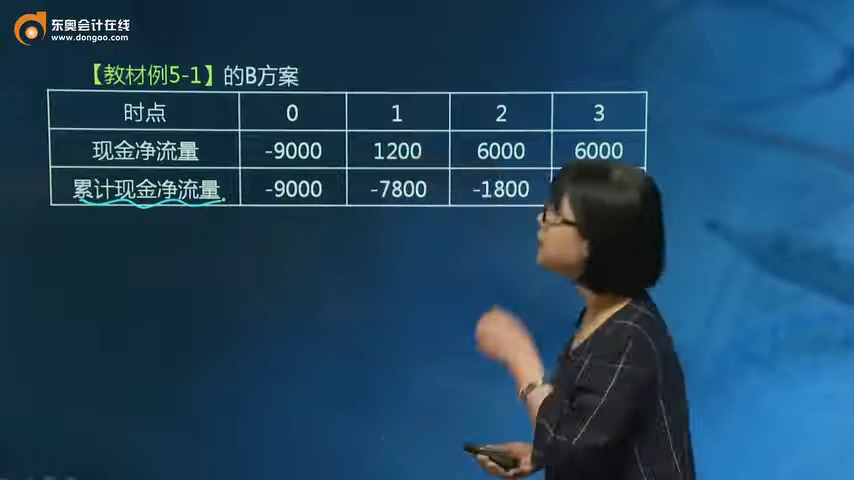 东奥会计在线
www.dongao.com
【教材例5-1】的B方案
时点 0 1 2 3
现金净流量 -9000 1200 6000 6000
累计现金净流量 -9000 -7800 -1800